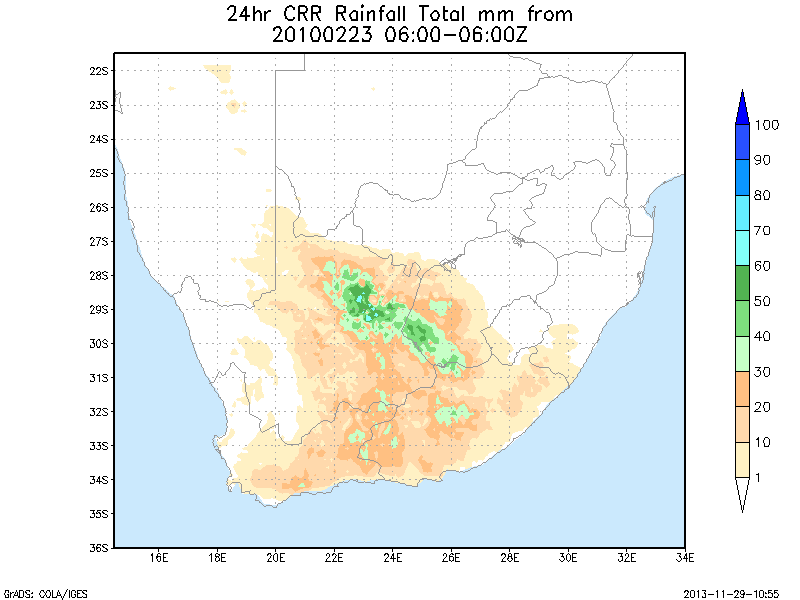 24hr CRR Rainfall Total mm from
20100223 06:00-06:00Z
22S
23S
24S
25S
26S
27S
28S
29S
30S
31S
32S
33S
34S
35S
36S
16E 18E 20E 22E 24E 26E 28E 30E 32E 34E
100
90
80
70
60
50
40
30
20
10
1
GrADS: COLA/IGES
2013-11-29-10:55